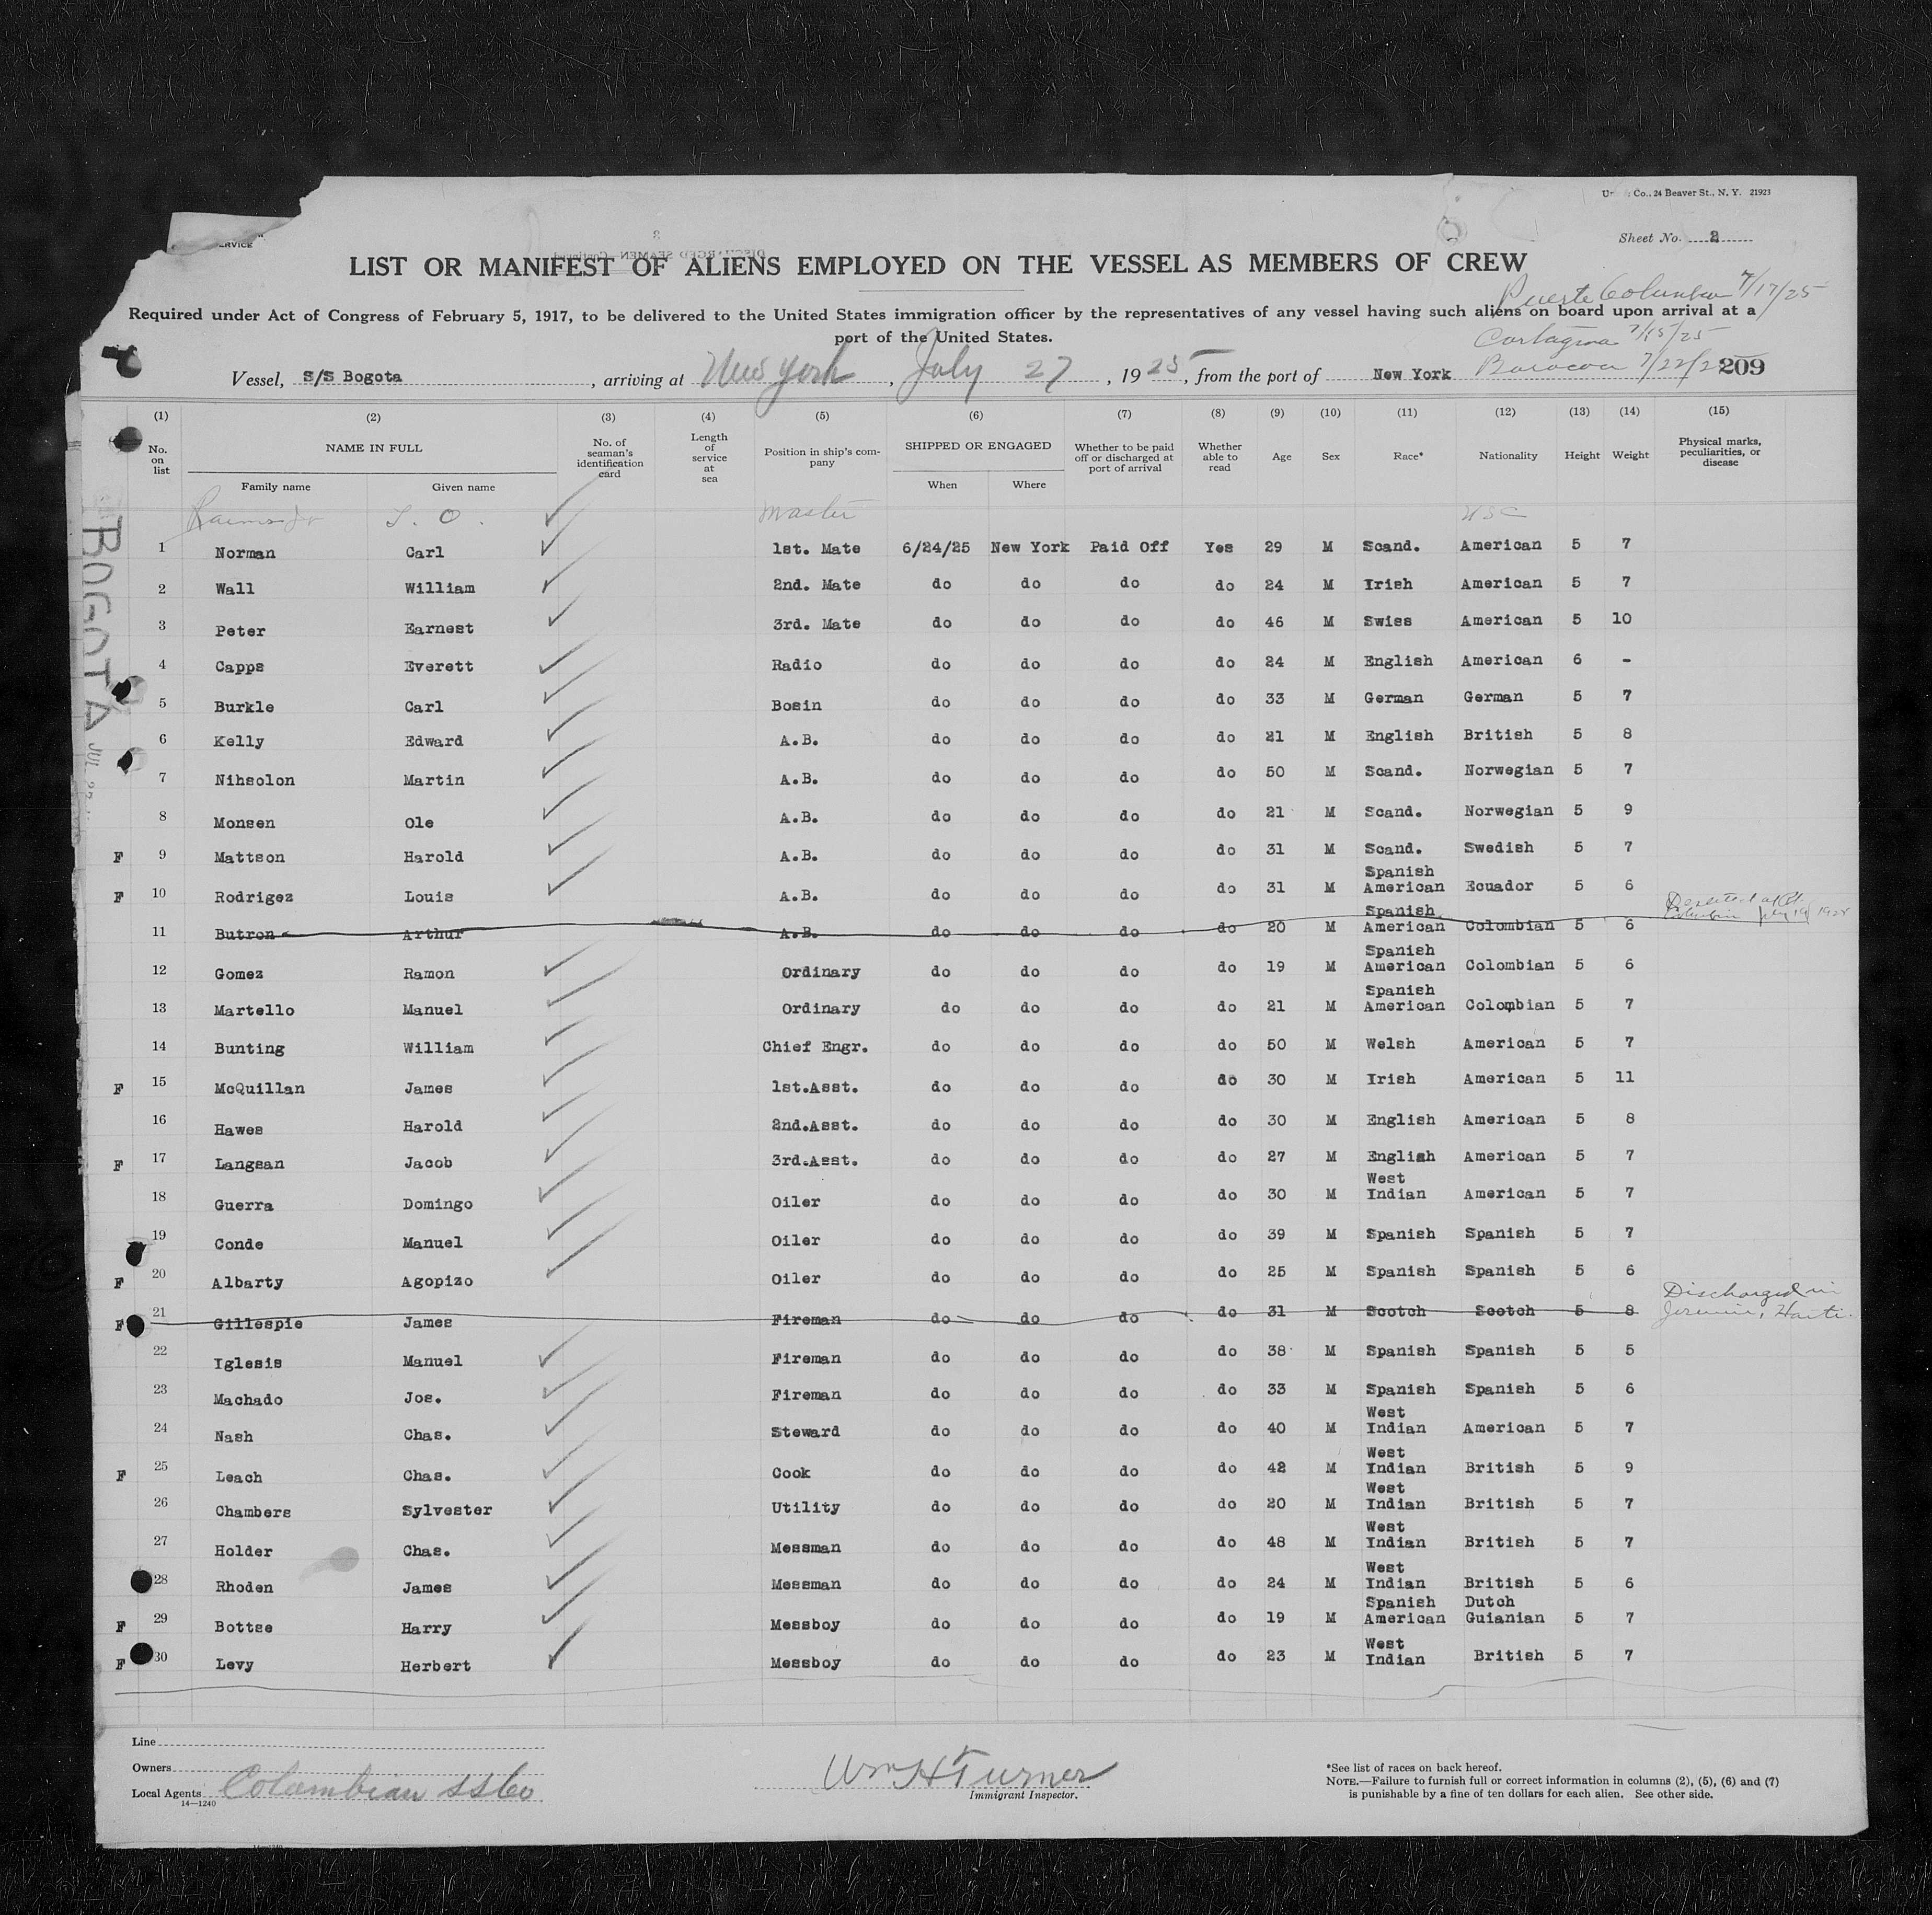 Co., 24 Beaver St., N. Y. 21923
Sheet No. 2
LIST OR MANIFEST OF ALIENS EMPLOYED ON THE VESSEL AS MEMBERS OF CREW
7/17/25
Required under Act of Congress of February 5, 1917, to be delivered to the United States immigration officer by the representatives of any vessel having such aliens on board upon arrival at a
port of the United States.
7/15/25
Vessel, S/S Bogota, arriving at New York, July 27, 1925, from the port of New York 209
(1) (2) (3) (4) (5) (6) (7) (8) (9) (10) (11) (12) (13) (14) (15)
No. on list NAME IN FULL Family name Given name No. of seaman's identification card Length of service at sea Position in ship's company SHIPPED OR ENGAGED When Where Whether to be paid off or discharged at port of arrival Whether able to read Age Sex Race* Nationality Height Weight Physical marks, peculiarities, or disease
Master USC
1 Norman Carl 1st. Mate 6/24/25 New York Paid Off Yes 29 M Scand. American 5 7
2 Wall William 2nd. Mate do do do do 24 M Irish American 5 7
3 Peter Earnest 3rd. Mate do do do do 46 M Swiss American 5 10
4 Capps Everett Radio do do do do 24 M English American 6 -
5 Burkle Carl Bosin do do do do 33 M German German 5 7
6 Kelly Edward A.B. do do do do 21 M English British 5 8
7 Nihsolon Martin A.B. do do do do 50 M Scand. Norwegian 5 7
8 Monsen Ole A.B. do do do do 21 M Scand. Norwegian 5 9
F 9 Mattson Harold A.B. do do do do 31 M Scand. Swedish 5 7
F 10 Rodrigez Louis A.B. do do do do 31 M Spanish American Ecuador 5 6
11 Butron Arthur A.B. do do do do 20 M Spanish American Colombian 5 6
12 Gomez Ramon Ordinary do do do do 19 M Spanish American Colombian 5 6
13 Martello Manuel Ordinary do do do do 21 M Spanish American Colombian 5 7
14 Bunting William Chief Engr. do do do do 50 M Welsh American 5 7
F 15 McQuillan James 1st.Asst. do do do do 30 M Irish American 5 11
16 Hawes Harold 2nd.Asst. do do do do 30 M English American 5 8
F 17 Langsan Jacob 3rd.Asst. do do do do 27 M English American 5 7
18 Guerra Domingo Oiler do do do do 30 M West Indian American 5 7
19 Conde Manuel Oiler do do do do 39 M Spanish Spanish 5 7
F 20 Albarty Agopizo Oiler do do do do 25 M Spanish Spanish 5 6
F 21 Gillespie James Fireman do do do do 31 M Scotch Scotch 5 8 Discharged in Jeremie, Haiti.
22 Iglesis Manuel Fireman do do do do 38 M Spanish Spanish 5 5
23 Machado Jos. Fireman do do do do 33 M Spanish Spanish 5 6
24 Nash Chas. Steward do do do do 40 M West Indian American 5 7
F 25 Leach Chas. Cook do do do do 42 M West Indian British 5 9
26 Chambers Sylvester Utility do do do do 20 M West Indian British 5 7
27 Holder Chas. Messman do do do do 48 M West Indian British 5 7
28 Rhoden James Messman do do do do 24 M West Indian British 5 6
F 29 Bottse Harry Messboy do do do do 19 M Spanish American Dutch Guianian 5 7
F 30 Levy Herbert Messboy do do do do 23 M West Indian British 5 7
BOGOTA
Line
Owners
Local Agents Colombian SSCo
14—1240
Wm H Turner
Immigrant Inspector.
*See list of races on back hereof.
NOTE.—Failure to furnish full or correct information in columns (2), (5), (6) and (7)
is punishable by a fine of ten dollars for each alien. See other side.